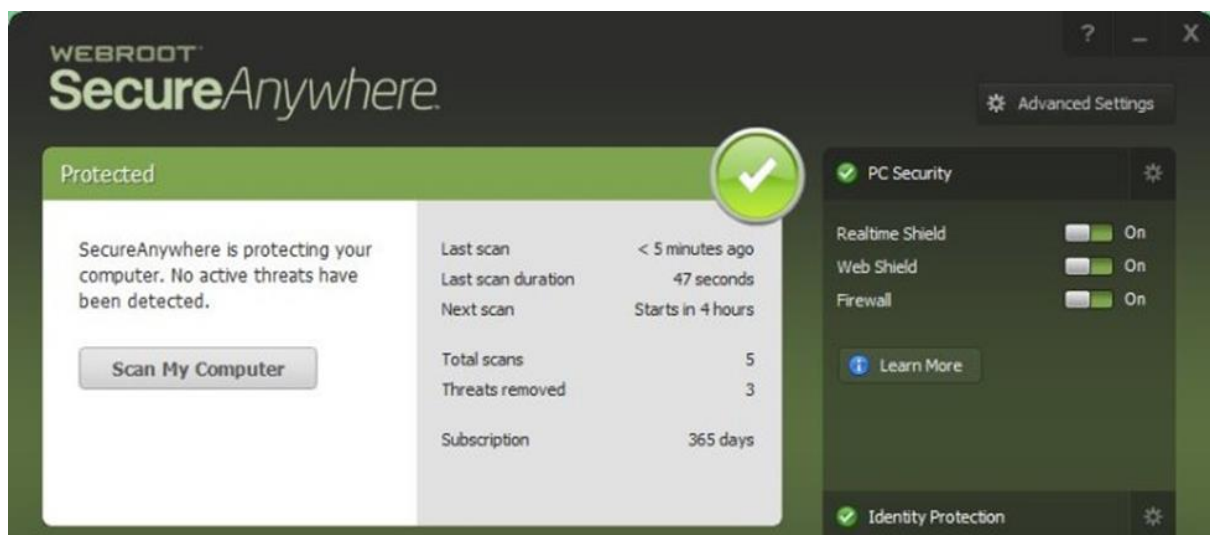 ? _ X
WEBROOT
SecureAnywhere.
Advanced Settings
Protected
SecureAnywhere is protecting your
computer. No active threats have
been detected.
Scan My Computer
Last scan < 5 minutes ago
Last scan duration 47 seconds
Next scan Starts in 4 hours
Total scans 5
Threats removed 3
Subscription 365 days
PC Security
Realtime Shield On
Web Shield On
Firewall On
Learn More
Identity Protection